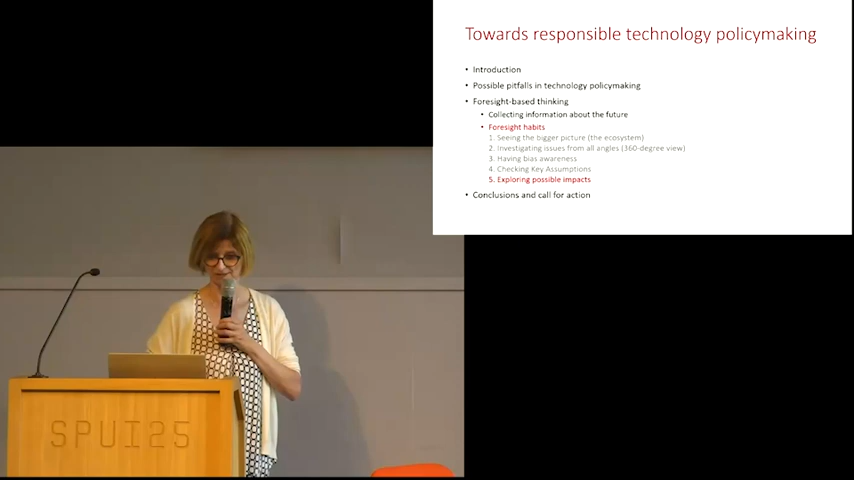 Towards responsible technology policymaking
• Introduction
• Possible pitfalls in technology policymaking
• Foresight-based thinking
• Collecting information about the future
• Foresight habits
1. Seeing the bigger picture (the ecosystem)
2. Investigating issues from all angles (360-degree view)
3. Having bias awareness
4. Checking Key Assumptions
5. Exploring possible impacts
• Conclusions and call for action
SPUI25